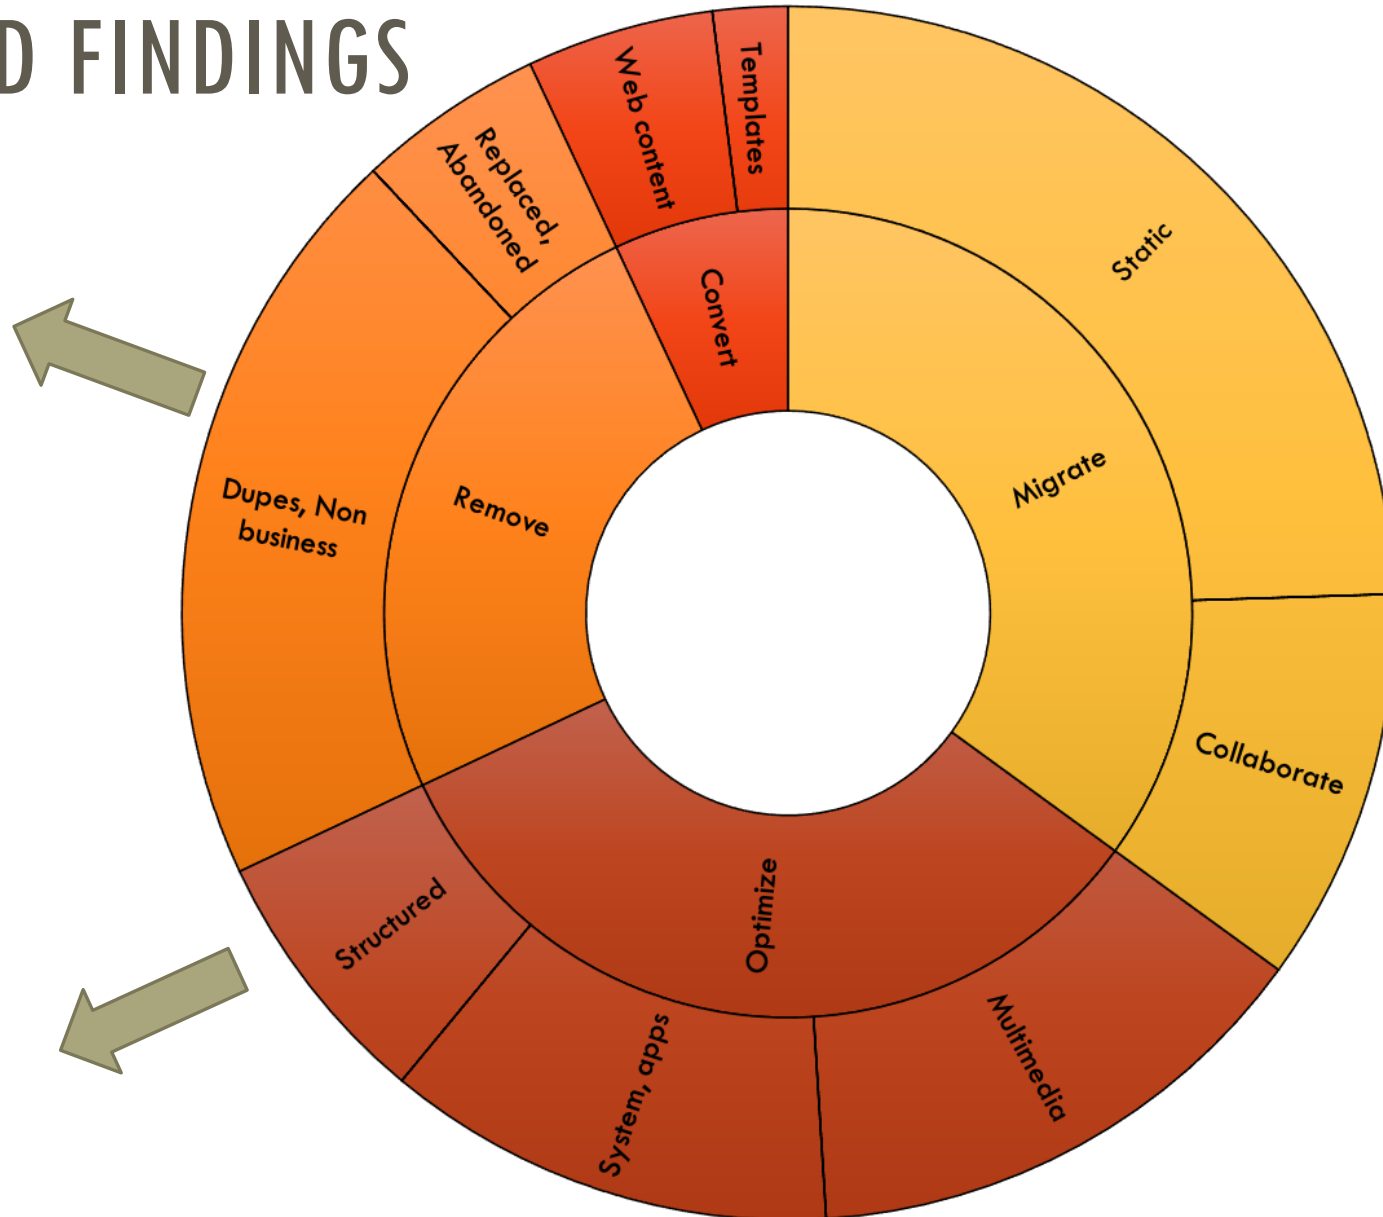 D FINDINGS
Templates
Web content
Replaced,
Abandoned
Static
Convert
Migrate
Dupes, Non
business
Remove
Collaborate
Optimize
Structured
Multimedia
System, apps